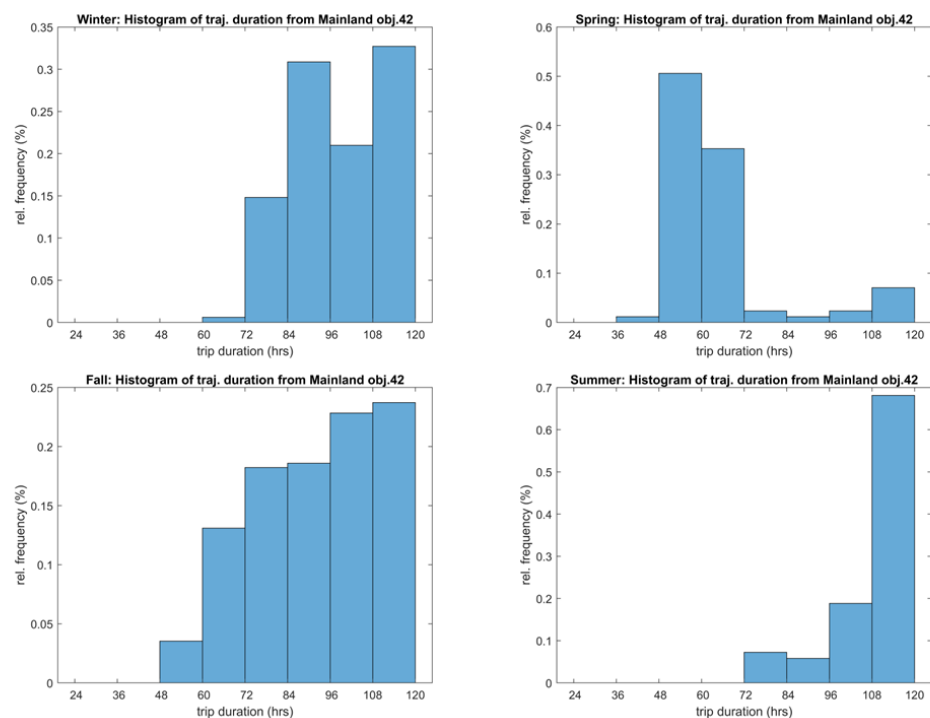 Winter: Histogram of traj. duration from Mainland obj.42
0.35
0.3
0.25
0.2
0.15
0.1
0.05
0
rel. frequency (%)
24 36 48 60 72 84 96 108 120
trip duration (hrs)
Spring: Histogram of traj. duration from Mainland obj.42
0.6
0.5
0.4
0.3
0.2
0.1
0
rel. frequency (%)
24 36 48 60 72 84 96 108 120
trip duration (hrs)
Fall: Histogram of traj. duration from Mainland obj.42
0.25
0.2
0.15
0.1
0.05
0
rel. frequency (%)
24 36 48 60 72 84 96 108 120
trip duration (hrs)
Summer: Histogram of traj. duration from Mainland obj.42
0.7
0.6
0.5
0.4
0.3
0.2
0.1
0
rel. frequency (%)
24 36 48 60 72 84 96 108 120
trip duration (hrs)